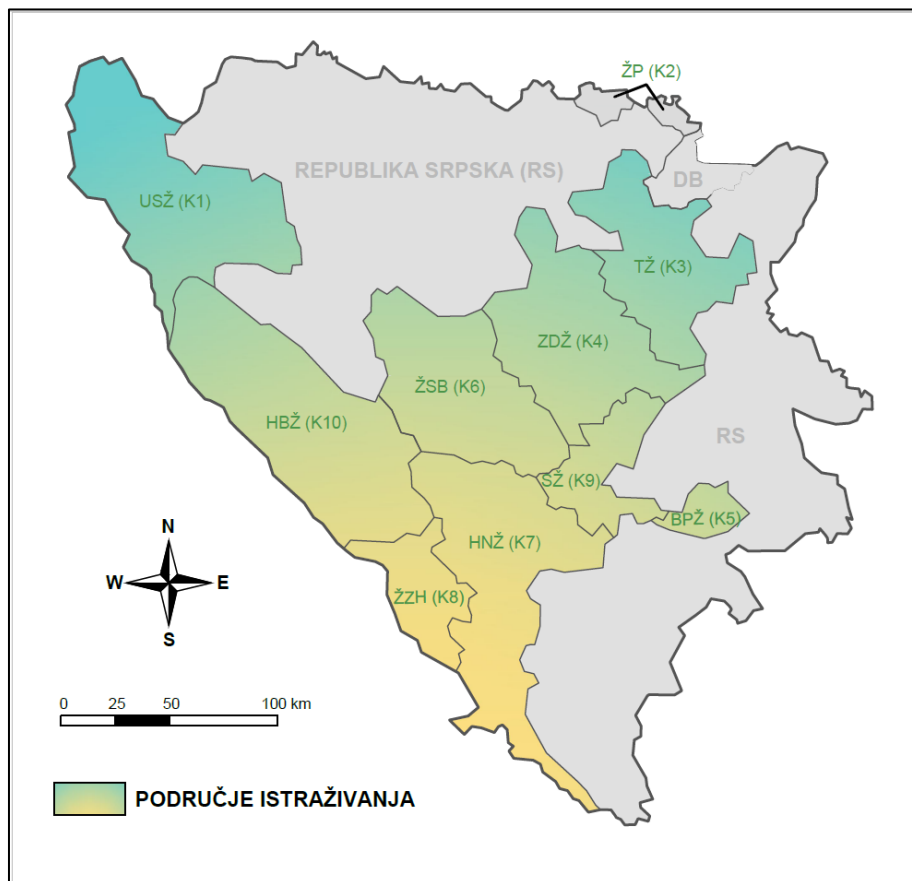 ŽP (K2)
REPUBLIKA SRPSKA (RS)
DB
USŽ (K1)
TŽ (K3)
ZDŽ (K4)
ŽSB (K6)
HBŽ (K10)
RS
SŽ (K9)
BPŽ (K5)
HNŽ (K7)
ŽZH (K8)
N
W E
S
0 25 50 100 km
PODRUČJE ISTRAŽIVANJA